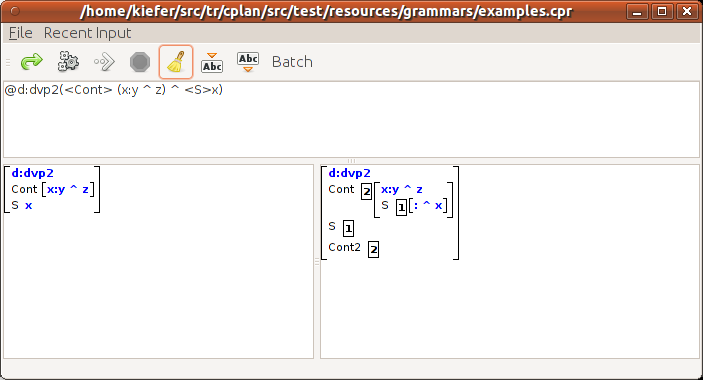 /home/kiefer/src/tr/cplan/src/test/resources/grammars/examples.cpr
File Recent Input
Abc Abc Batch
@d:dvp2(<Cont> (x:y ^ z) ^ <S>x)
d:dvp2
Cont [x:y ^ z]
S x
d:dvp2
Cont 2 [x:y ^ z
S 1 [: ^ x]]
S 1
Cont2 2